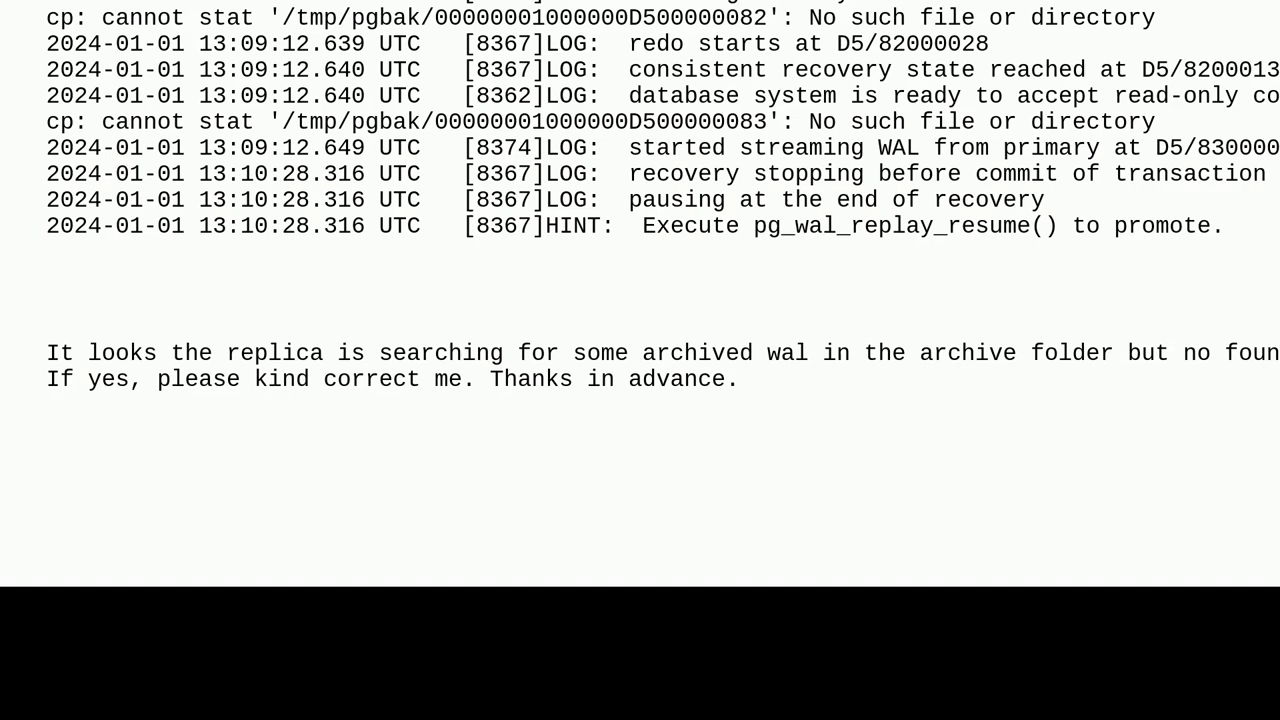 cp: cannot stat '/tmp/pgbak/00000001000000D500000082': No such file or directory
2024-01-01 13:09:12.639 UTC   [8367]LOG:  redo starts at D5/82000028
2024-01-01 13:09:12.640 UTC   [8367]LOG:  consistent recovery state reached at D5/8200013
2024-01-01 13:09:12.640 UTC   [8362]LOG:  database system is ready to accept read-only co
cp: cannot stat '/tmp/pgbak/00000001000000D500000083': No such file or directory
2024-01-01 13:09:12.649 UTC   [8374]LOG:  started streaming WAL from primary at D5/830000
2024-01-01 13:10:28.316 UTC   [8367]LOG:  recovery stopping before commit of transaction
2024-01-01 13:10:28.316 UTC   [8367]LOG:  pausing at the end of recovery
2024-01-01 13:10:28.316 UTC   [8367]HINT:  Execute pg_wal_replay_resume() to promote.
It looks the replica is searching for some archived wal in the archive folder but no foun
If yes, please kind correct me. Thanks in advance.